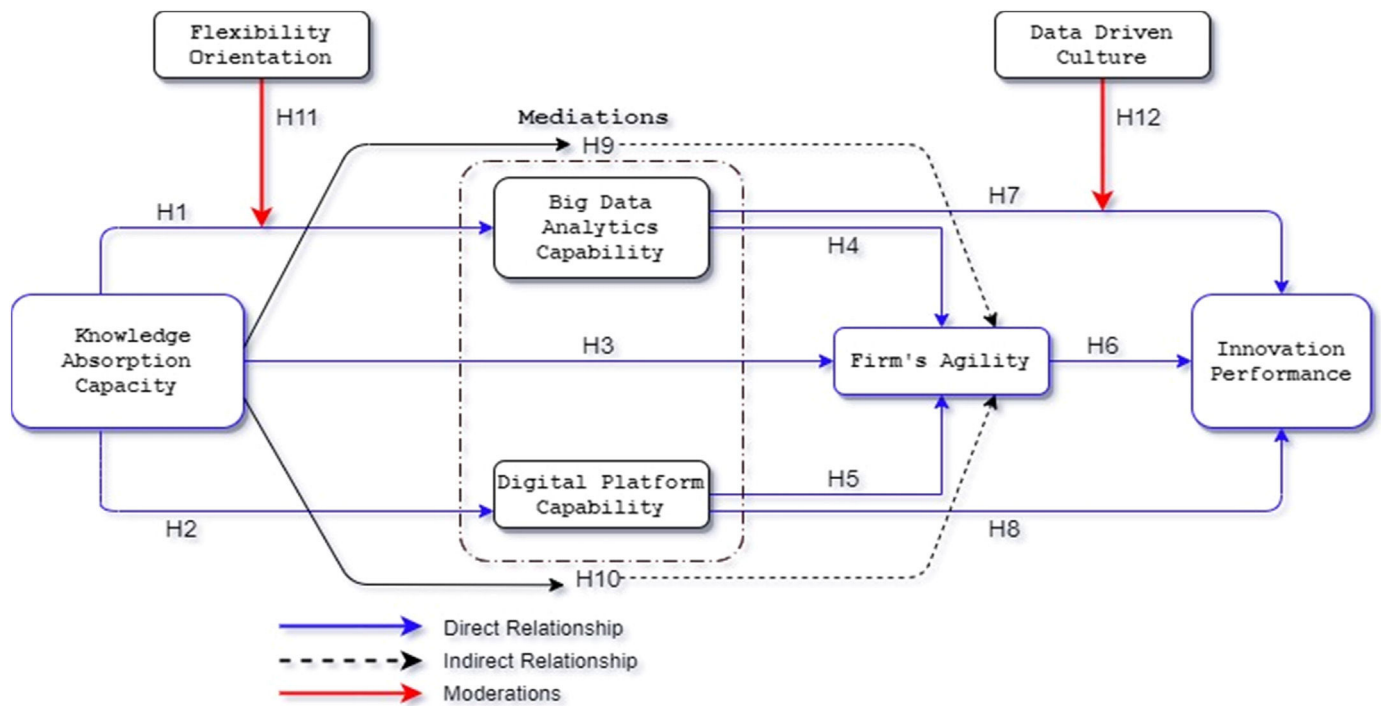 Flexibility
Orientation
Data Driven
Culture
H11
H12
Mediations
H9
H1
Big Data
Analytics
Capability
H7
H4
Knowledge
Absorption
Capacity
H3
Firm's Agility
H6
Innovation
Performance
H2
Digital Platform
Capability
H5
H8
H10
Direct Relationship
Indirect Relationship
Moderations